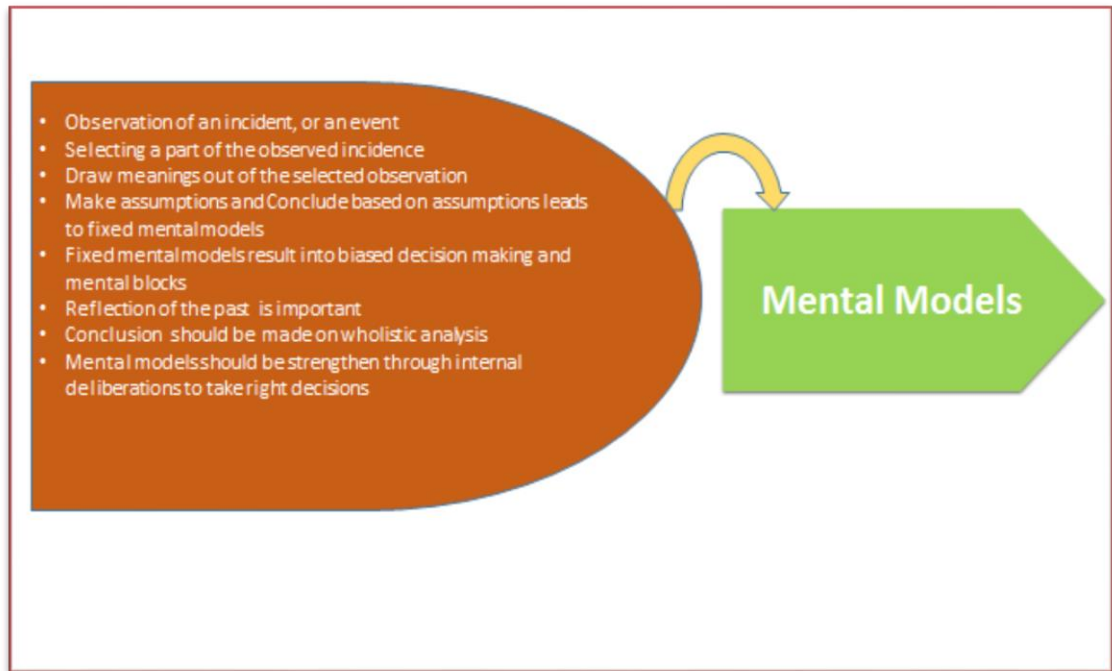 • Observation of an incident, or an event
• Selecting a part of the observed incidence
• Draw meanings out of the selected observation
• Make assumptions and Conclude based on assumptions leads
to fixed mental models
• Fixed mental models result into biased decision making and
mental blocks
• Reflection of the past is important
• Conclusion should be made on wholistic analysis
• Mental models should be strengthen through internal
deliberations to take right decisions
Mental Models